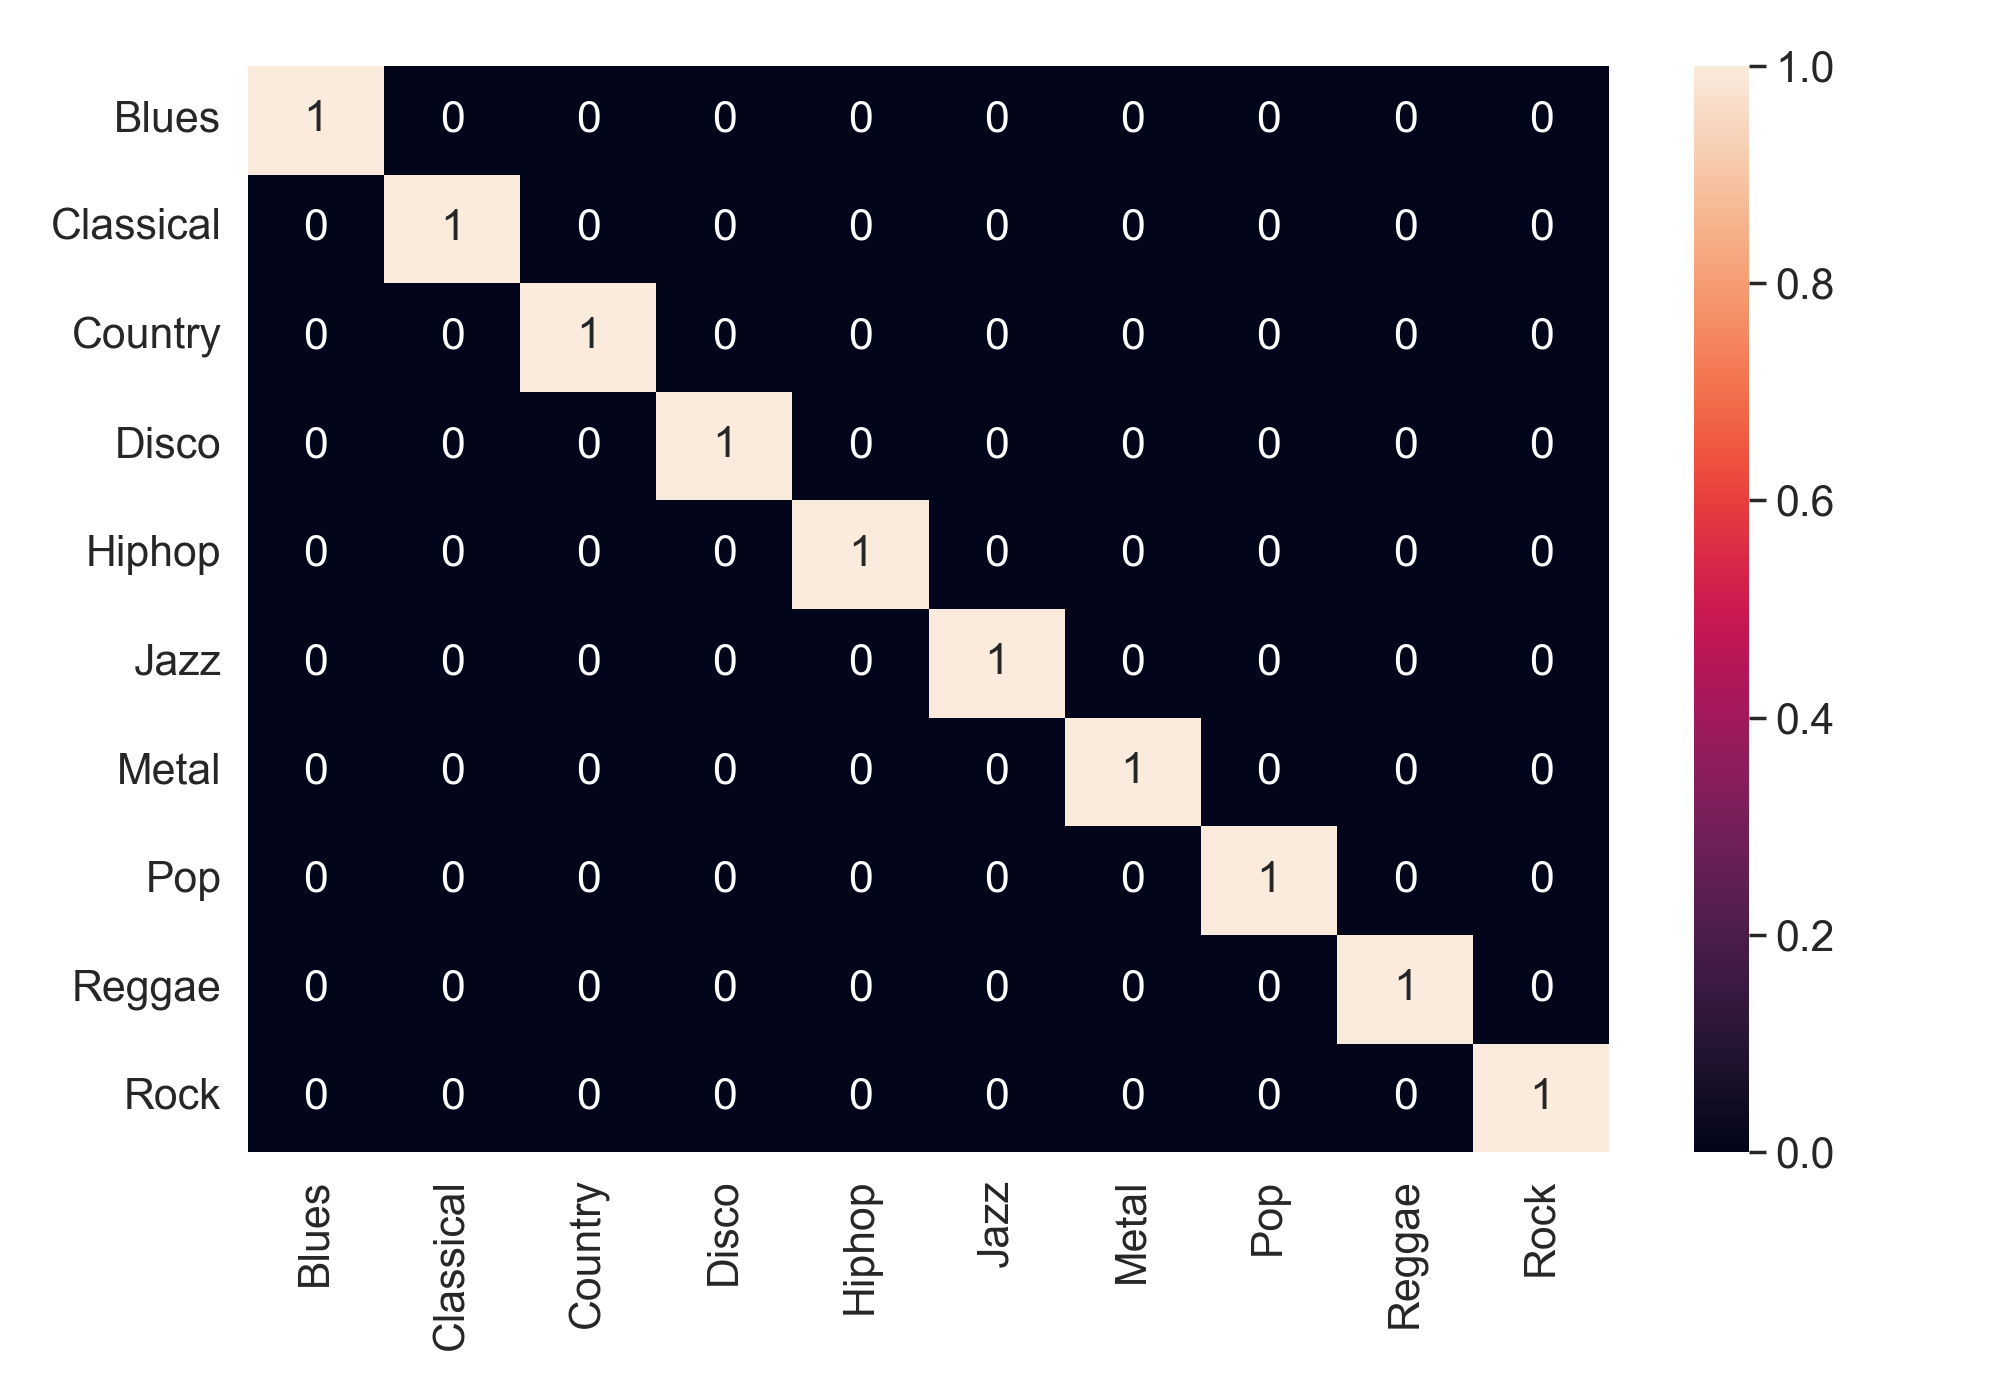 Blues 1 0 0 0 0 0 0 0 0 0
Classical 0 1 0 0 0 0 0 0 0 0
Country 0 0 1 0 0 0 0 0 0 0
Disco 0 0 0 1 0 0 0 0 0 0
Hiphop 0 0 0 0 1 0 0 0 0 0
Jazz 0 0 0 0 0 1 0 0 0 0
Metal 0 0 0 0 0 0 1 0 0 0
Pop 0 0 0 0 0 0 0 1 0 0
Reggae 0 0 0 0 0 0 0 0 1 0
Rock 0 0 0 0 0 0 0 0 0 1
Blues Classical Country Disco Hiphop Jazz Metal Pop Reggae Rock
1.0
0.8
0.6
0.4
0.2
0.0